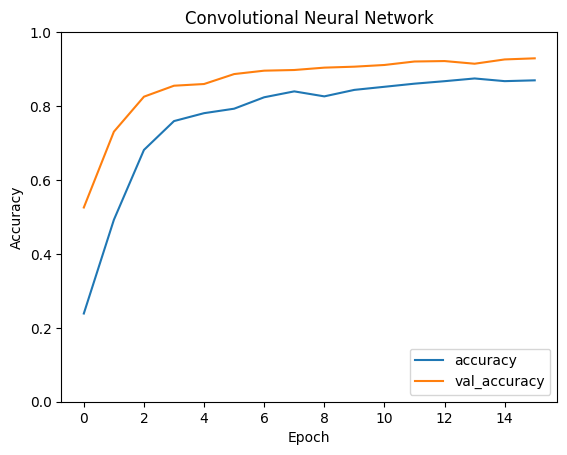 Convolutional Neural Network
1.0
0.8
0.6
0.4
0.2
0.0
Accuracy
0 2 4 6 8 10 12 14
Epoch
accuracy
val_accuracy